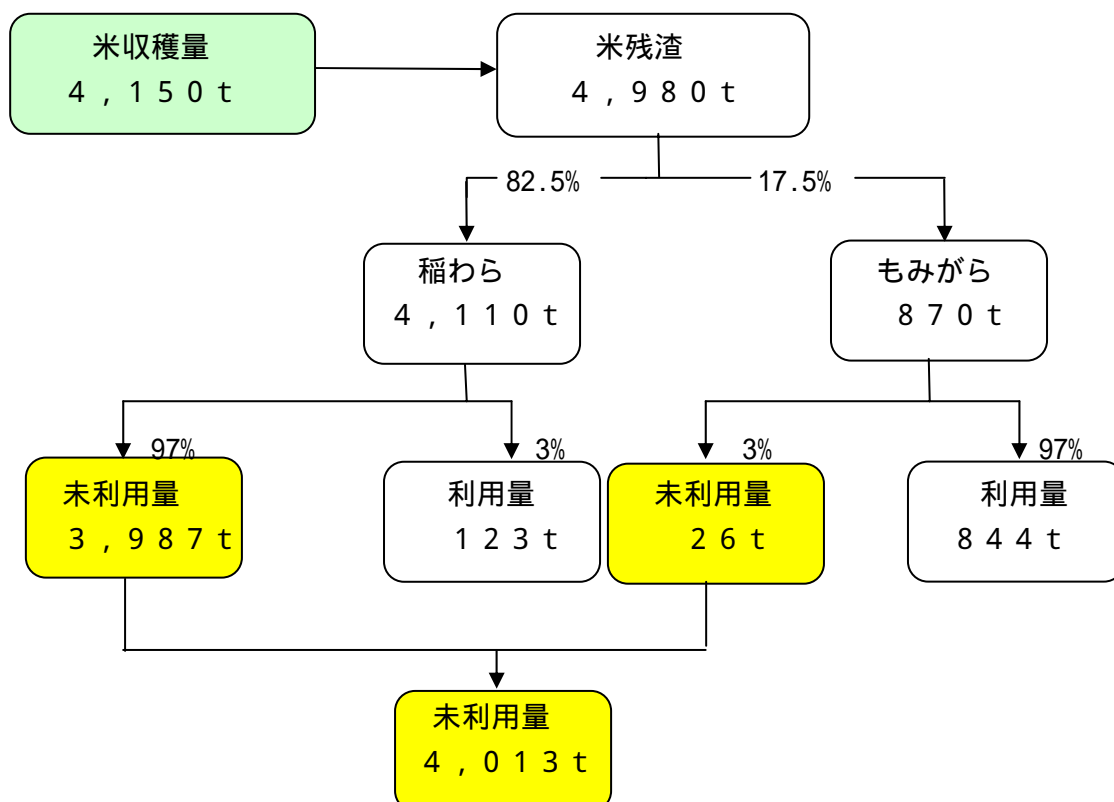 米収穫量
4,150t
米残渣
4,980t
82.5%
17.5%
稲わら
4,110t
もみがら
870t
97%
3%
3%
97%
未利用量
3,987t
利用量
123t
未利用量
26t
利用量
844t
未利用量
4,013t